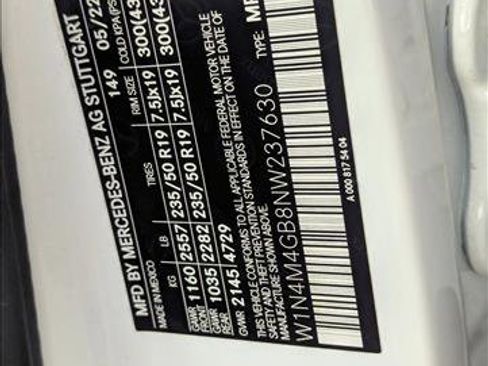 MFD BY MERCEDES-BENZ AG STUTTGART 05/22
MADE IN MEXICO 149 COLD KPA(PS
KG LB TIRES RIM SIZE
GAWR FRONT 1160 2557 235/50 R19 7.5Jx19 300(43
GAWR REAR 1035 2282 235/50 R19 7.5Jx19 300(43
GVWR 2145 4729
THIS VEHICLE CONFORMS TO ALL APPLICABLE FEDERAL MOTOR VEHICLE
SAFETY AND THEFT PREVENTION STANDARDS IN EFFECT ON THE DATE OF
MANUFACTURE SHOWN ABOVE.
W1N4M4GB8NW237630 TYPE:
A 000 817 54 04